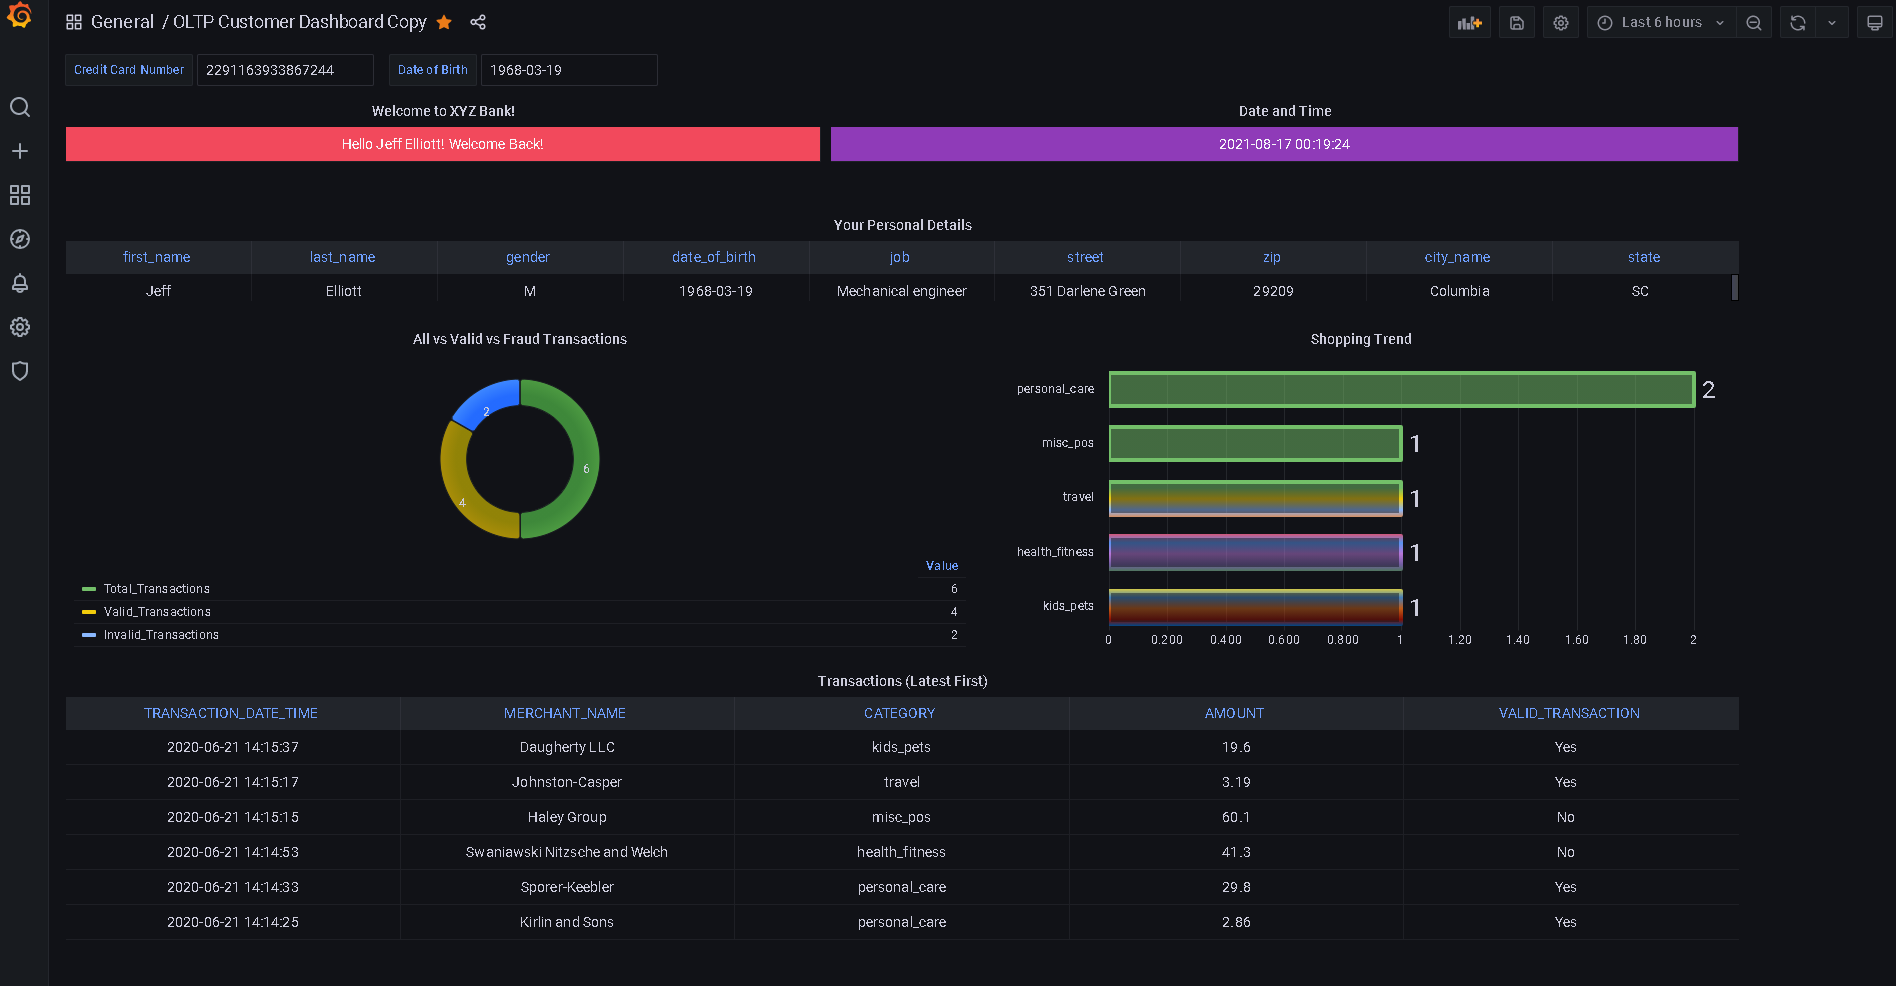 General / OLTP Customer Dashboard Copy
Last 6 hours
Credit Card Number 2291163933867244 Date of Birth 1968-03-19
Welcome to XYZ Bank! Date and Time
Hello Jeff Elliott! Welcome Back! 2021-08-17 00:19:24
Your Personal Details
first_name last_name gender date_of_birth job street zip city_name state
Jeff Elliott M 1968-03-19 Mechanical engineer 351 Darlene Green 29209 Columbia SC
All vs Valid vs Fraud Transactions
2
6
4
Value
Total_Transactions 6
Valid_Transactions 4
Invalid_Transactions 2
Shopping Trend
personal_care 2
misc_pos 1
travel 1
health_fitness 1
kids_pets 1
0 0.200 0.400 0.600 0.800 1 1.20 1.40 1.60 1.80 2
Transactions (Latest First)
TRANSACTION_DATE_TIME MERCHANT_NAME CATEGORY AMOUNT VALID_TRANSACTION
2020-06-21 14:15:37 Daugherty LLC kids_pets 19.6 Yes
2020-06-21 14:15:17 Johnston-Casper travel 3.19 Yes
2020-06-21 14:15:15 Haley Group misc_pos 60.1 No
2020-06-21 14:14:53 Swaniawski Nitzsche and Welch health_fitness 41.3 No
2020-06-21 14:14:33 Sporer-Keebler personal_care 29.8 Yes
2020-06-21 14:14:25 Kirlin and Sons personal_care 2.86 Yes